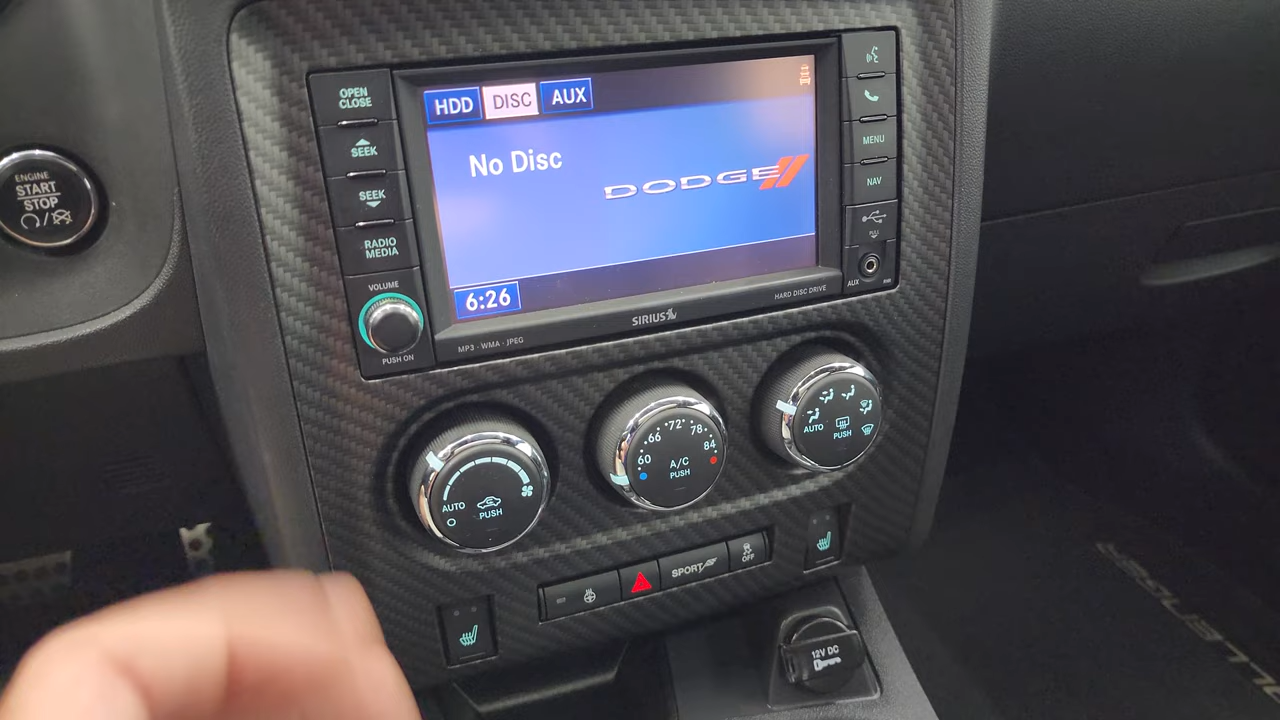 ENGINE
START
STOP
OPEN
CLOSE
SEEK
SEEK
RADIO
MEDIA
VOLUME
PUSH ON
HDD
DISC
AUX
No Disc
DODGE
6:26
SIRIUS
MP3 - WMA - JPEG
HARD DISC DRIVE
MENU
NAV
PULL
AUX
AUTO
PUSH
60
66
72
78
84
A/C
PUSH
AUTO
PUSH
SPORT
OFF
12V DC